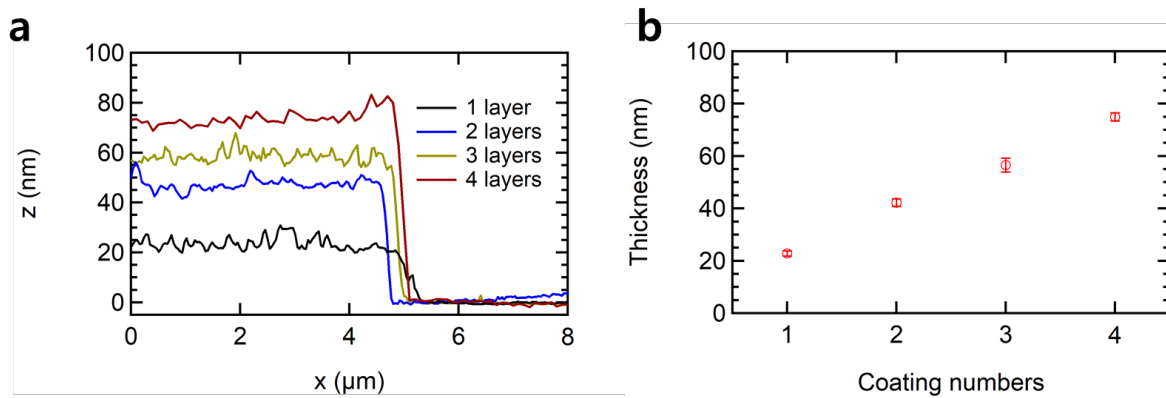 a
100
80
60
40
20
0
z (nm)
0 2 4 6 8
x (µm)
1 layer
2 layers
3 layers
4 layers
b
100
80
60
40
20
0
Thickness (nm)
1 2 3 4
Coating numbers